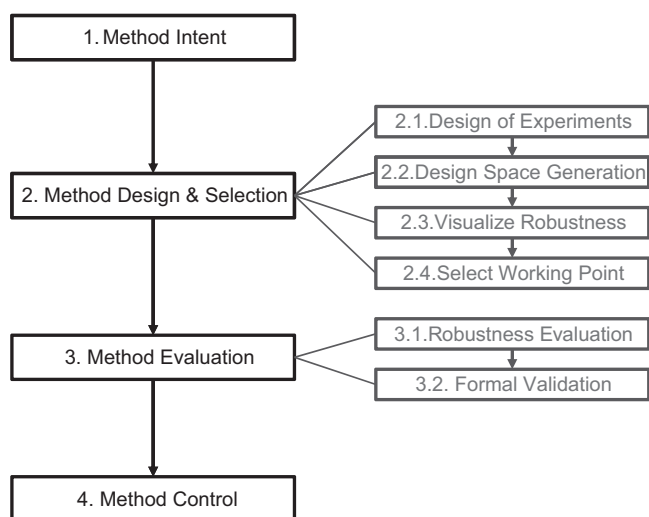 1. Method Intent
2. Method Design & Selection
2.1.Design of Experiments
2.2.Design Space Generation
2.3.Visualize Robustness
2.4.Select Working Point
3. Method Evaluation
3.1.Robustness Evaluation
3.2. Formal Validation
4. Method Control